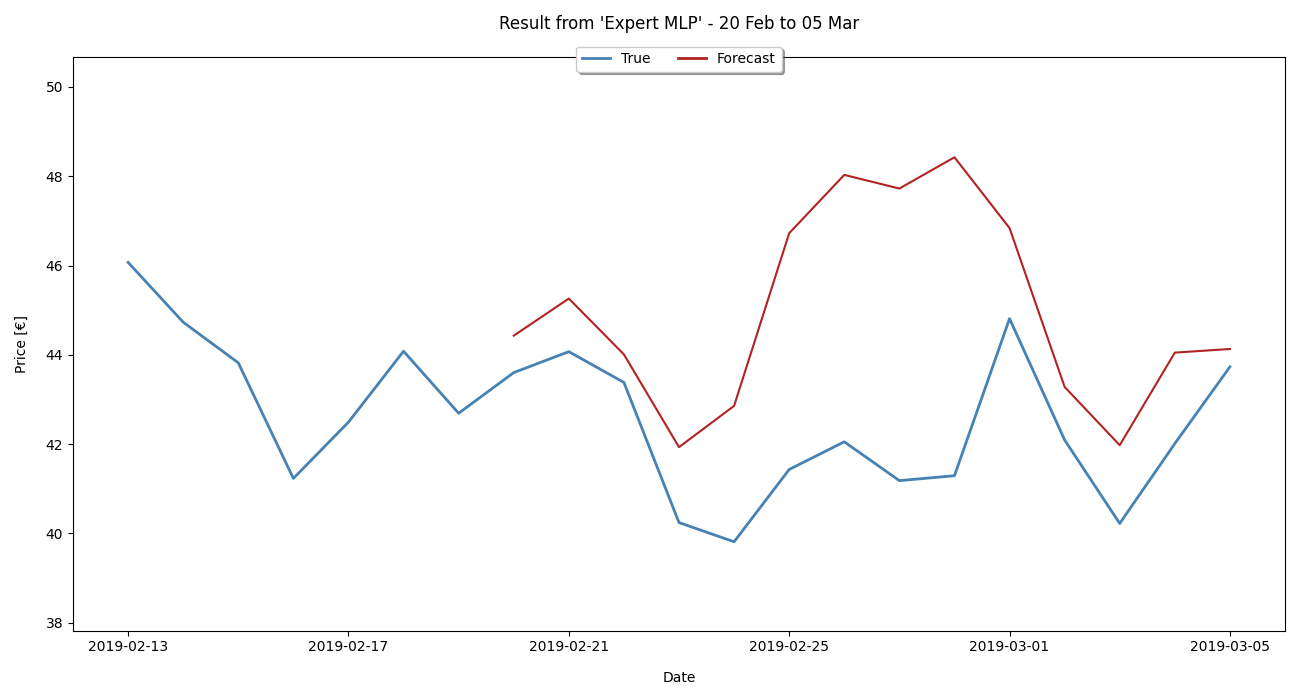 Result from 'Expert MLP' - 20 Feb to 05 Mar
True Forecast
50
48
46
44
42
40
38
Price [€]
2019-02-13 2019-02-17 2019-02-21 2019-02-25 2019-03-01 2019-03-05
Date